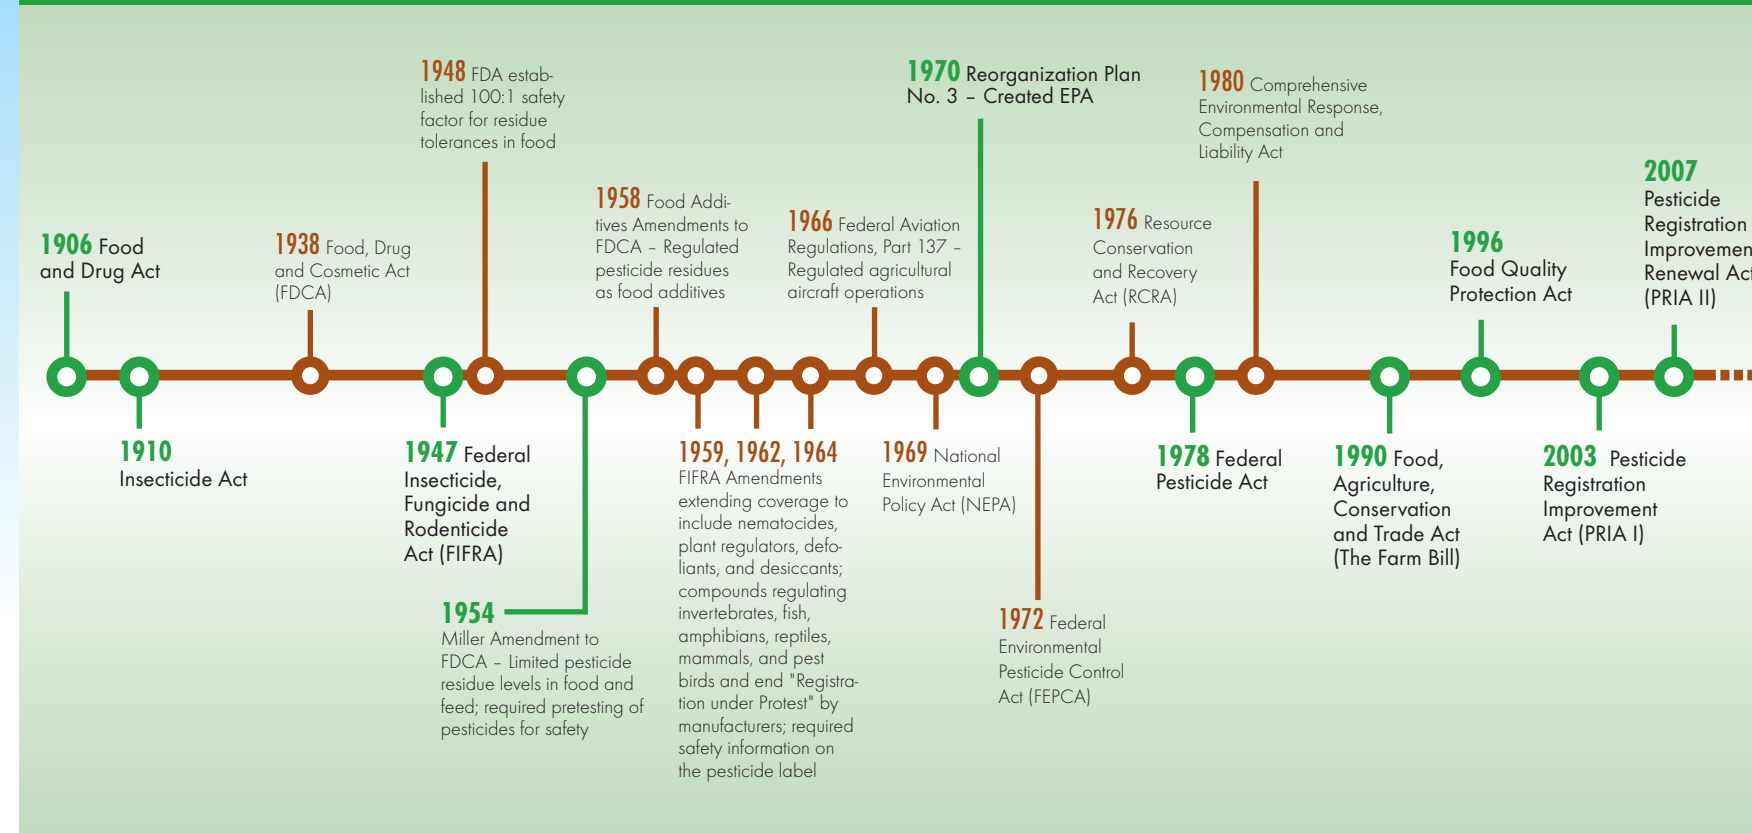 1948 FDA estab-
lished 100:1 safety
factor for residue
tolerances in food
1970 Reorganization Plan
No. 3 – Created EPA
1980 Comprehensive
Environmental Response,
Compensation and
Liability Act
2007
Pesticide
Registration
Improvemen
Renewal Act
(PRIA II)
1958 Food Addi-
tives Amendments to
FDCA – Regulated
pesticide residues
as food additives
1966 Federal Aviation
Regulations, Part 137 –
Regulated agricultural
aircraft operations
1976 Resource
Conservation
and Recovery
Act (RCRA)
1906 Food
and Drug Act
1938 Food, Drug
and Cosmetic Act
(FDCA)
1996
Food Quality
Protection Act
1910
Insecticide Act
1947 Federal
Insecticide,
Fungicide and
Rodenticide
Act (FIFRA)
1954
Miller Amendment to
FDCA – Limited pesticide
residue levels in food and
feed; required pretesting of
pesticides for safety
1959, 1962, 1964
FIFRA Amendments
extending coverage to
include nematocides,
plant regulators, defo-
liants, and desiccants;
compounds regulating
invertebrates, fish,
amphibians, reptiles,
mammals, and pest
birds and end "Registra-
tion under Protest" by
manufacturers; required
safety information on
the pesticide label
1969 National
Environmental
Policy Act (NEPA)
1972 Federal
Environmental
Pesticide Control
Act (FEPCA)
1978 Federal
Pesticide Act
1990 Food,
Agriculture,
Conservation
and Trade Act
(The Farm Bill)
2003 Pesticide
Registration
Improvement
Act (PRIA I)